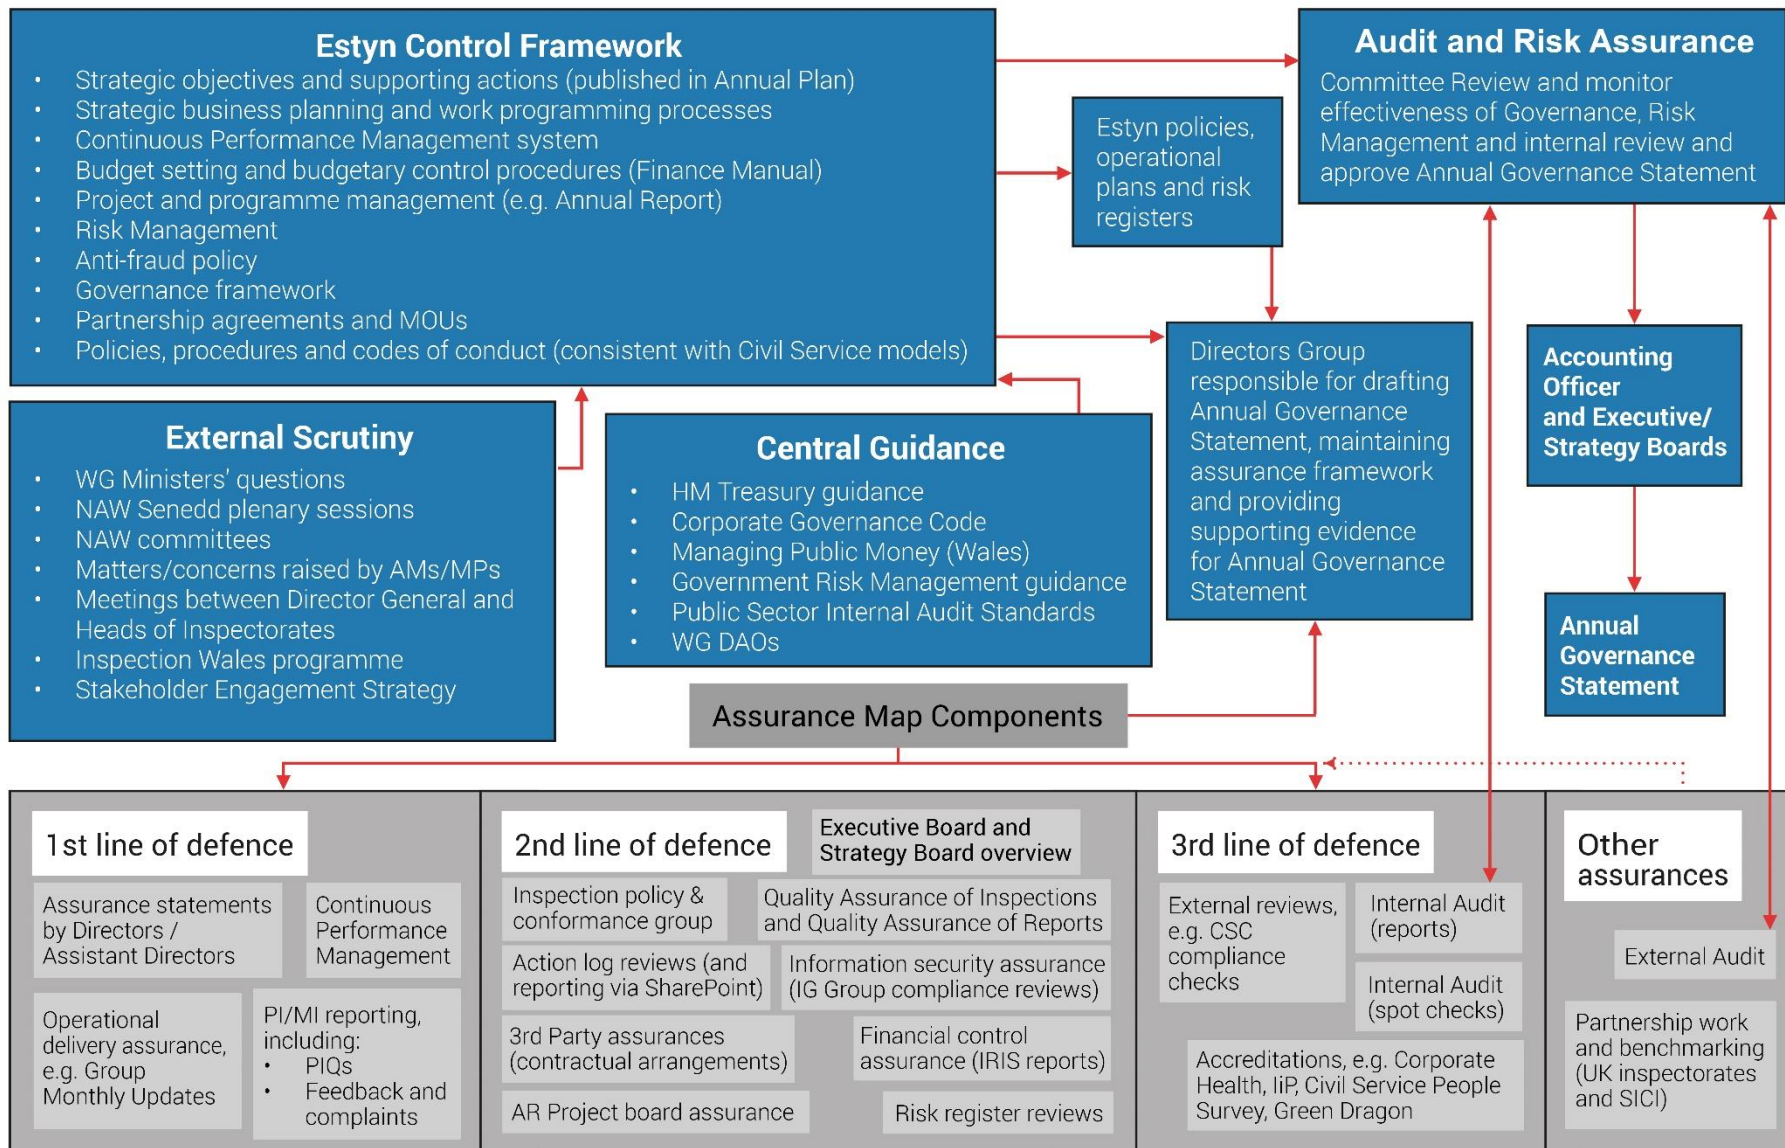 Estyn Control Framework
• Strategic objectives and supporting actions (published in Annual Plan)
• Strategic business planning and work programming processes
• Continuous Performance Management system
• Budget setting and budgetary control procedures (Finance Manual)
• Project and programme management (e.g. Annual Report)
• Risk Management
• Anti-fraud policy
• Governance framework
• Partnership agreements and MOUs
• Policies, procedures and codes of conduct (consistent with Civil Service models)
Estyn policies,
operational
plans and risk
registers
Audit and Risk Assurance
Committee Review and monitor
effectiveness of Governance, Risk
Management and internal review and
approve Annual Governance Statement
External Scrutiny
• WG Ministers’ questions
• NAW Senedd plenary sessions
• NAW committees
• Matters/concerns raised by AMs/MPs
• Meetings between Director General and
Heads of Inspectorates
• Inspection Wales programme
• Stakeholder Engagement Strategy
Central Guidance
• HM Treasury guidance
• Corporate Governance Code
• Managing Public Money (Wales)
• Government Risk Management guidance
• Public Sector Internal Audit Standards
• WG DAOs
Directors Group
responsible for drafting
Annual Governance
Statement, maintaining
assurance framework
and providing
supporting evidence
for Annual Governance
Statement
Accounting
Officer
and Executive/
Strategy Boards
Annual
Governance
Statement
Assurance Map Components
1st line of defence
Assurance statements
by Directors /
Assistant Directors
Continuous
Performance
Management
Operational
delivery assurance,
e.g. Group
Monthly Updates
PI/MI reporting,
including:
• PIQs
• Feedback and
complaints
2nd line of defence
Executive Board and
Strategy Board overview
Inspection policy &
conformance group
Quality Assurance of Inspections
and Quality Assurance of Reports
Action log reviews (and
reporting via SharePoint)
Information security assurance
(IG Group compliance reviews)
3rd Party assurances
(contractual arrangements)
Financial control
assurance (IRIS reports)
AR Project board assurance
Risk register reviews
3rd line of defence
External reviews,
e.g. CSC
compliance
checks
Internal Audit
(reports)
Internal Audit
(spot checks)
Accreditations, e.g. Corporate
Health, IiP, Civil Service People
Survey, Green Dragon
Other
assurances
External Audit
Partnership work
and benchmarking
(UK inspectorates
and SICI)